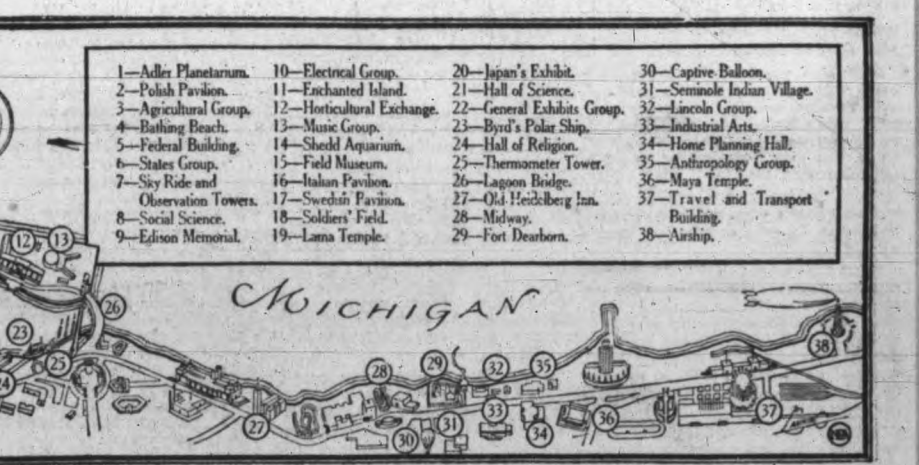 1—Adler Planetarium.
2—Polish Pavilion.
3—Agricultural Group.
4—Bathing Beach.
5—Federal Building.
6—States Group.
7—Sky Ride and
Observation Towers.
8—Social Science.
9—Edison Memorial.
10—Electrical Group.
11—Enchanted Island.
12—Horticultural Exchange.
13—Music Group.
14—Shedd Aquarium.
15—Field Museum.
16—Italian Pavilion.
17—Swedish Pavilion.
18—Soldiers' Field.
19—Lama Temple.
20—Japan's Exhibit.
21—Hall of Science.
22—General Exhibits Group.
23—Byrd's Polar Ship.
24—Hall of Religion.
25—Thermometer Tower.
26—Lagoon Bridge.
27—Old Heidelberg Inn.
28—Midway.
29—Fort Dearborn.
30—Captive Balloon.
31—Seminole Indian Village.
32—Lincoln Group.
33—Industrial Arts.
34—Home Planning Hall.
35—Anthropology Group.
36—Maya Temple.
37—Travel and Transport
Building.
38—Airship.
12 13
MICHIGAN
26
23
38
25
24
28 29 32 35
27 30 31 33 34 36 37